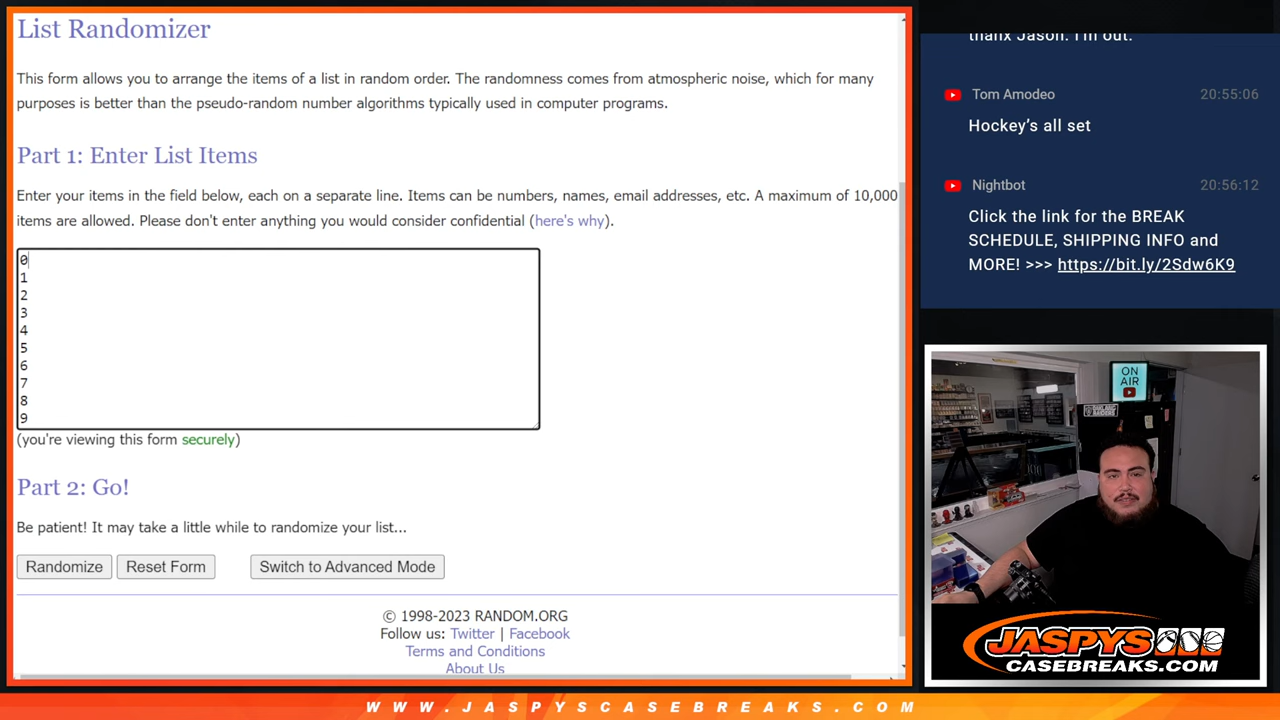 List Randomizer
This form allows you to arrange the items of a list in random order. The randomness comes from atmospheric noise, which for many
purposes is better than the pseudo-random number algorithms typically used in computer programs.
Part 1: Enter List Items
Enter your items in the field below, each on a separate line. Items can be numbers, names, email addresses, etc. A maximum of 10,000
items are allowed. Please don't enter anything you would consider confidential (here's why).
0
1
2
3
4
5
6
7
8
9
(you're viewing this form securely)
Part 2: Go!
Be patient! It may take a little while to randomize your list...
Randomize Reset Form Switch to Advanced Mode
© 1998-2023 RANDOM.ORG
Follow us: Twitter | Facebook
Terms and Conditions
About Us
thanx Jason. I'm out.
Tom Amodeo 20:55:06
Hockey’s all set
Nightbot 20:56:12
Click the link for the BREAK
SCHEDULE, SHIPPING INFO and
MORE! >>> https://bit.ly/2Sdw6K9
ON
AIR
JASPYS
CASEBREAKS.COM
WWW.JASPYSCASEBREAKS.COM